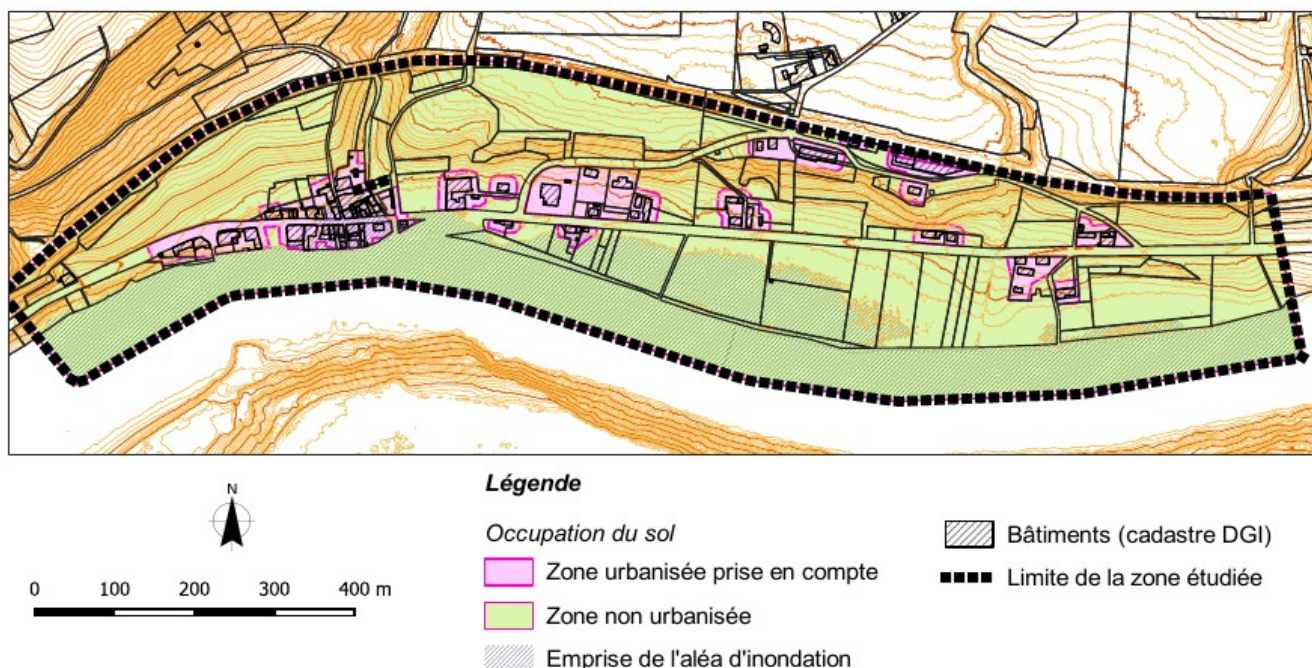 N
0 100 200 300 400 m
Légende
Occupation du sol
Zone urbanisée prise en compte
Zone non urbanisée
Emprise de l'aléa d'inondation
Bâtiments (cadastre DGI)
Limite de la zone étudiée